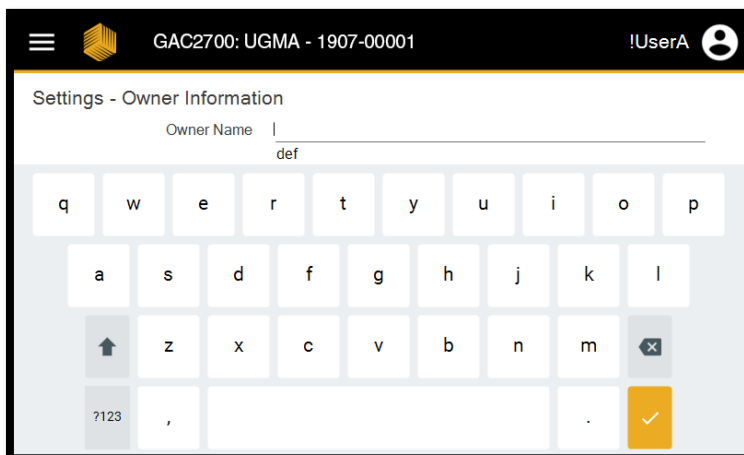 GAC2700: UGMA - 1907-00001 !UserA
Settings - Owner Information
Owner Name
def
q w e r t y u i o p
a s d f g h j k l
z x c v b n m
?123 , .